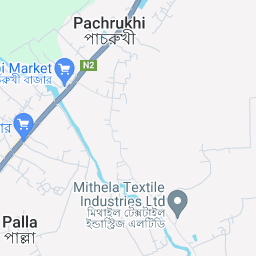 Pachrukhi
পাচরুখী
N2
i Market
রুখী বাজার
ার
Mithela Textile
Industries Ltd
মিথাইল টেক্সটাইল
ইন্ডাস্ট্রিজ এলটিডি
Palla
পাল্লা